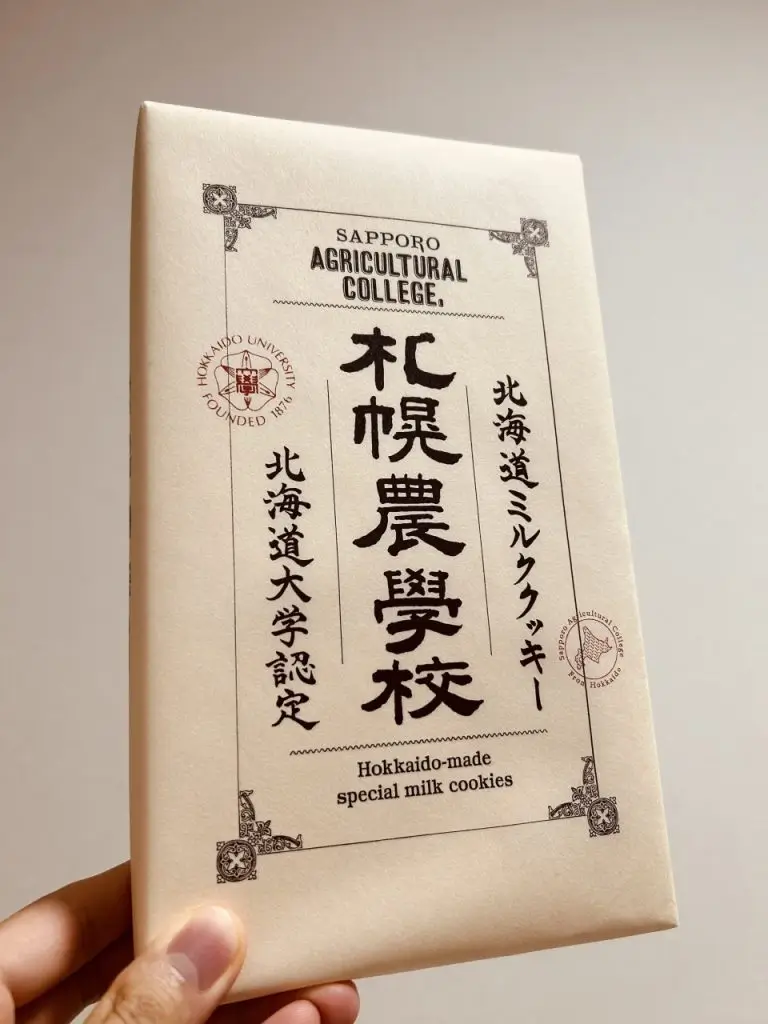 SAPPORO
AGRICULTURAL
COLLEGE,
北海道ミルククッキー
札幌農學校
北海道大学認定
HOKKAIDO UNIVERSITY
FOUNDED 1876
學
Sapporo Agricultural College
From Hokkaido
Hokkaido-made
special milk cookies